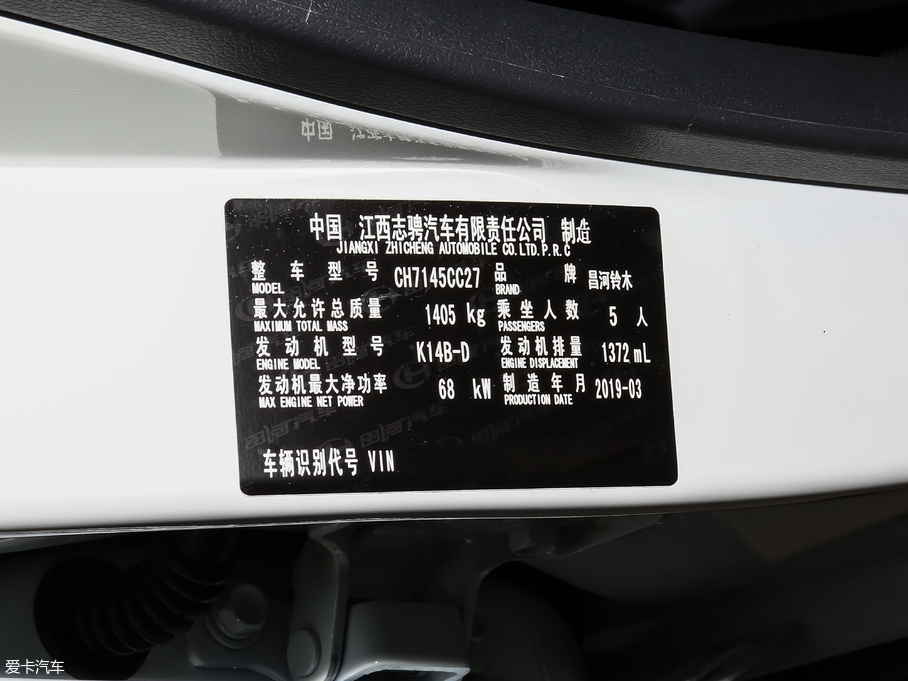 中国 江西志骋汽车有限责任公司 制造
JIANGXI ZHICHENG AUTOMOBILE CO.LTD.P.R.C
整车型号 CH7145CC27 品牌 昌河铃木
MODEL BRAND
最大允许总质量 1405 kg 乘坐人数 5 人
MAXIMUM TOTAL MASS PASSENGERS
发动机型号 K14B-D 发动机排量 1372 mL
ENGINE MODEL ENGINE DISPLACEMENT
发动机最大净功率 68 kW 制造年月 2019-03
MAX ENGINE NET POWER PRODUCTION DATE
车辆识别代号 VIN
爱卡汽车